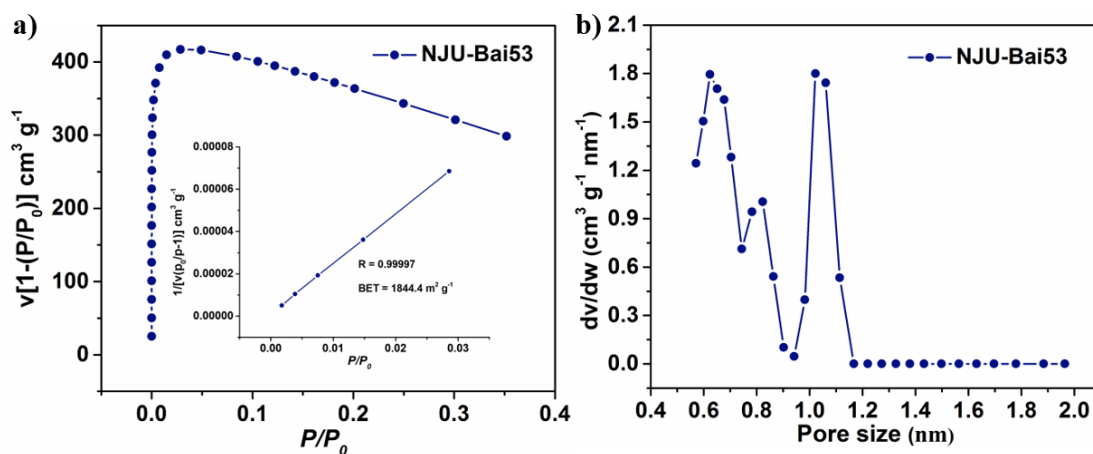 a)
NJU-Bai53
v[1-(P/P₀)] cm³ g⁻¹
400
300
200
100
0
0.0 0.1 0.2 0.3 0.4
P/P₀
1/[v(p₀/p-1)] cm³ g⁻¹
0.00008
0.00006
0.00004
0.00002
0.00000
R = 0.99997
BET = 1844.4 m² g⁻¹
0.00 0.01 0.02 0.03
P/P₀
b)
NJU-Bai53
dv/dw (cm³ g⁻¹ nm⁻¹)
2.1
1.8
1.5
1.2
0.9
0.6
0.3
0.0
0.4 0.6 0.8 1.0 1.2 1.4 1.6 1.8 2.0
Pore size (nm)